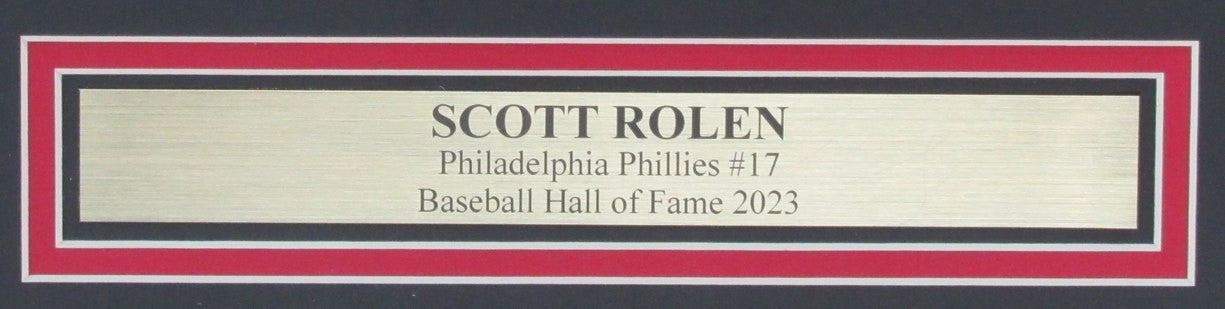 SCOTT ROLEN
Philadelphia Phillies #17
Baseball Hall of Fame 2023